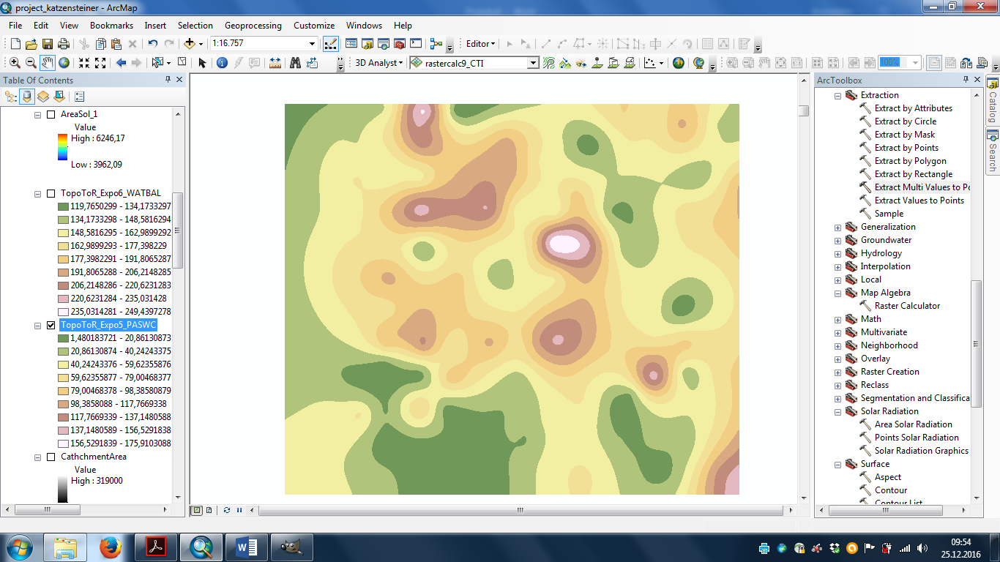 project_katzensteiner - ArcMap
File Edit View Bookmarks Insert Selection Geoprocessing Customize Windows Help
1:16.757
Editor
3D Analyst
rastercalc9_CTI
100%
Table Of Contents
AreaSol_1
Value
High : 6246,17
Low : 3962,09
TopoToR_Expo6_WATBAL
119,7650299 - 134,1733297
134,1733298 - 148,5816294
148,5816295 - 162,9899292
162,9899293 - 177,398229
177,3982291 - 191,8065287
191,8065288 - 206,2148285
206,2148286 - 220,6231283
220,6231284 - 235,031428
235,0314281 - 249,4397278
TopoToR_Expo5_PASWC
1,480183721 - 20,86130873
20,86130874 - 40,24243375
40,24243376 - 59,62355876
59,62355877 - 79,00468377
79,00468378 - 98,38580879
98,3858088 - 117,7669338
117,7669339 - 137,1480588
137,1480589 - 156,5291838
156,5291839 - 175,9103088
CathchmentArea
Value
High : 319000
ArcToolbox
Extraction
Extract by Attributes
Extract by Circle
Extract by Mask
Extract by Points
Extract by Polygon
Extract by Rectangle
Extract Multi Values to Po
Extract Values to Points
Sample
Generalization
Groundwater
Hydrology
Interpolation
Local
Map Algebra
Raster Calculator
Math
Multivariate
Neighborhood
Overlay
Raster Creation
Reclass
Segmentation and Classifica
Solar Radiation
Area Solar Radiation
Points Solar Radiation
Solar Radiation Graphics
Surface
Aspect
Contour
Contour List
Catalog
Search
09:54
25.12.2016